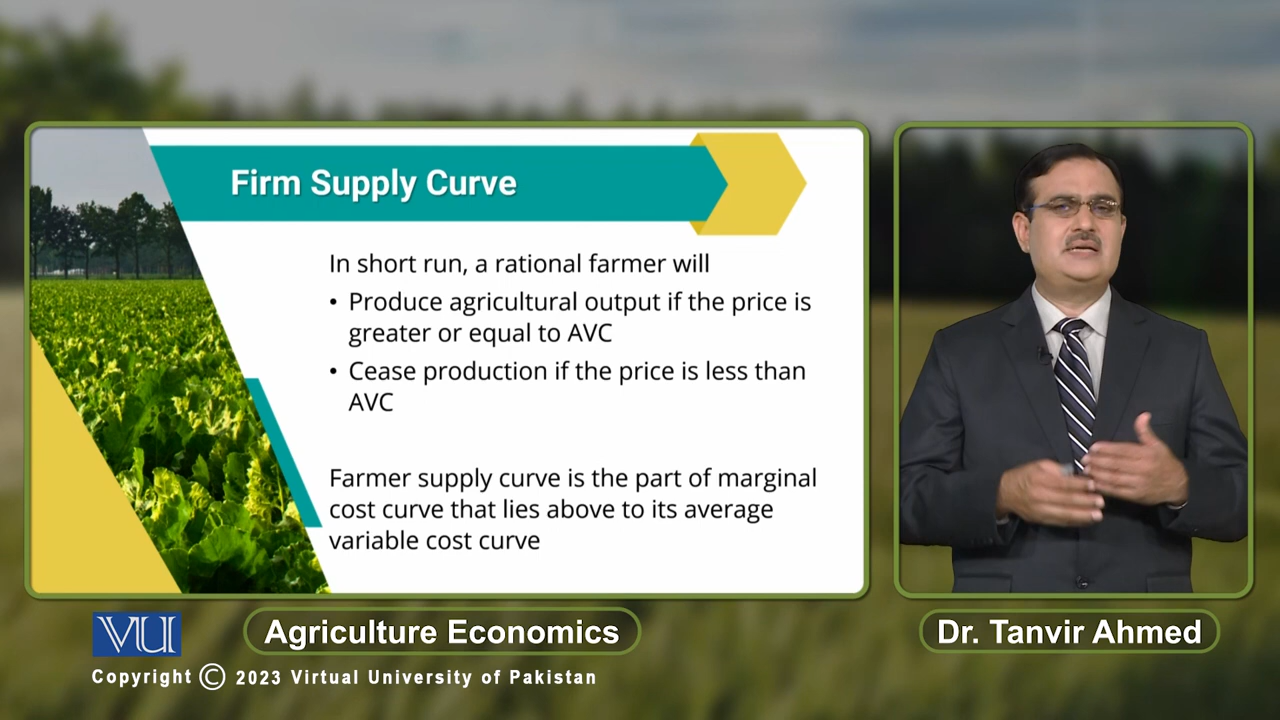 Firm Supply Curve
In short run, a rational farmer will
• Produce agricultural output if the price is
greater or equal to AVC
• Cease production if the price is less than
AVC
Farmer supply curve is the part of marginal
cost curve that lies above to its average
variable cost curve
VU
Agriculture Economics
Dr. Tanvir Ahmed
Copyright © 2023 Virtual University of Pakistan